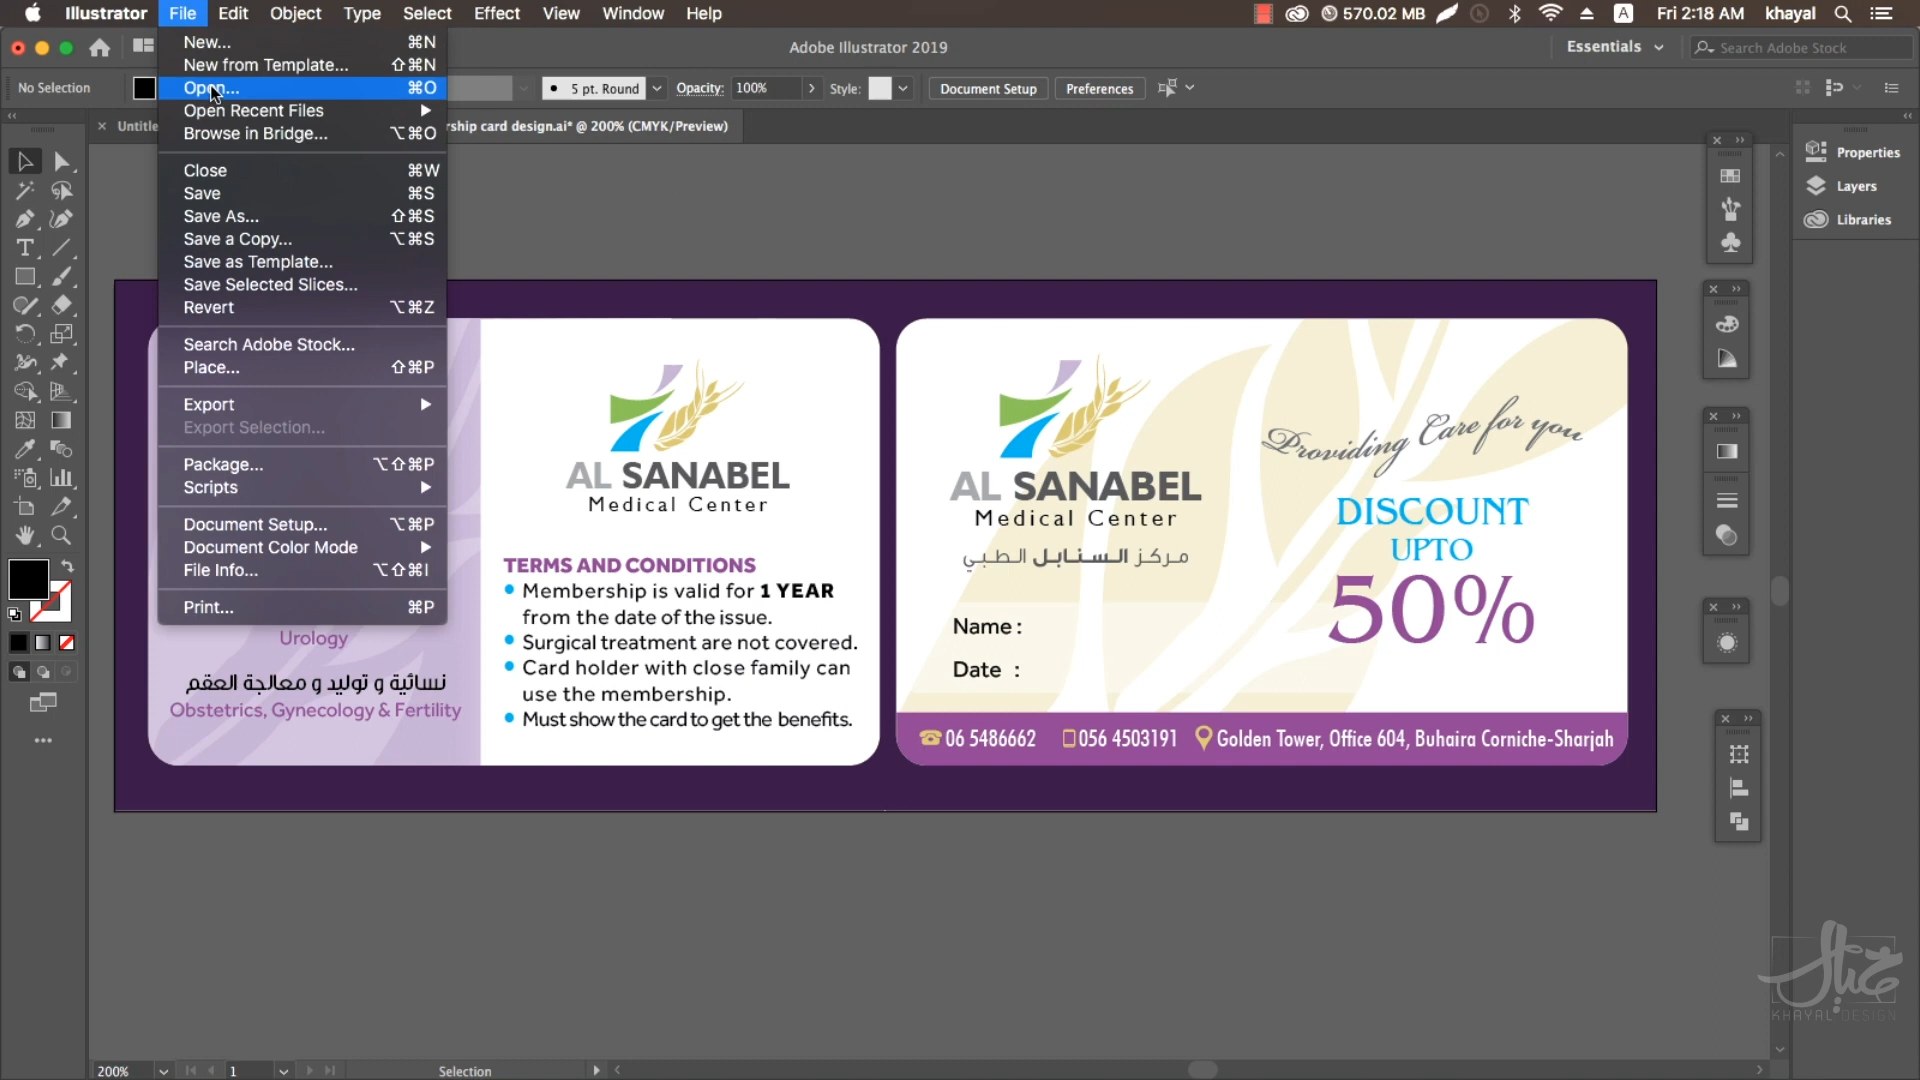 Illustrator File Edit Object Type Select Effect View Window Help
570.02 MB A Fri 2:18 AM khayal
Adobe Illustrator 2019
Essentials
Search Adobe Stock
No Selection
5 pt. Round
Opacity:
100%
Style:
Document Setup
Preferences
× Untitle
rship card design.ai* @ 200% (CMYK/Preview)
New... ⌘N
New from Template... ⇧⌘N
Open... ⌘O
Open Recent Files
Browse in Bridge... ⌥⌘O
Close ⌘W
Save ⌘S
Save As... ⇧⌘S
Save a Copy... ⌥⌘S
Save as Template...
Save Selected Slices...
Revert ⌥⌘Z
Search Adobe Stock...
Place... ⇧⌘P
Export
Export Selection...
Package... ⌥⇧⌘P
Scripts
Document Setup... ⌥⌘P
Document Color Mode
File Info... ⌥⇧⌘I
Print... ⌘P
Properties
Layers
Libraries
Urology
نسائية و توليد و معالجة العقم
Obstetrics, Gynecology & Fertility
AL SANABEL
Medical Center
TERMS AND CONDITIONS
• Membership is valid for 1 YEAR
from the date of the issue.
• Surgical treatment are not covered.
• Card holder with close family can
use the membership.
• Must show the card to get the benefits.
AL SANABEL
Medical Center
مركز السنابل الطبي
Name :
Date :
Providing Care for you
DISCOUNT
UPTO
50%
06 5486662
056 4503191
Golden Tower, Office 604, Buhaira Corniche-Sharjah
خيال
KHAYAL DESIGN
200%
1
Selection